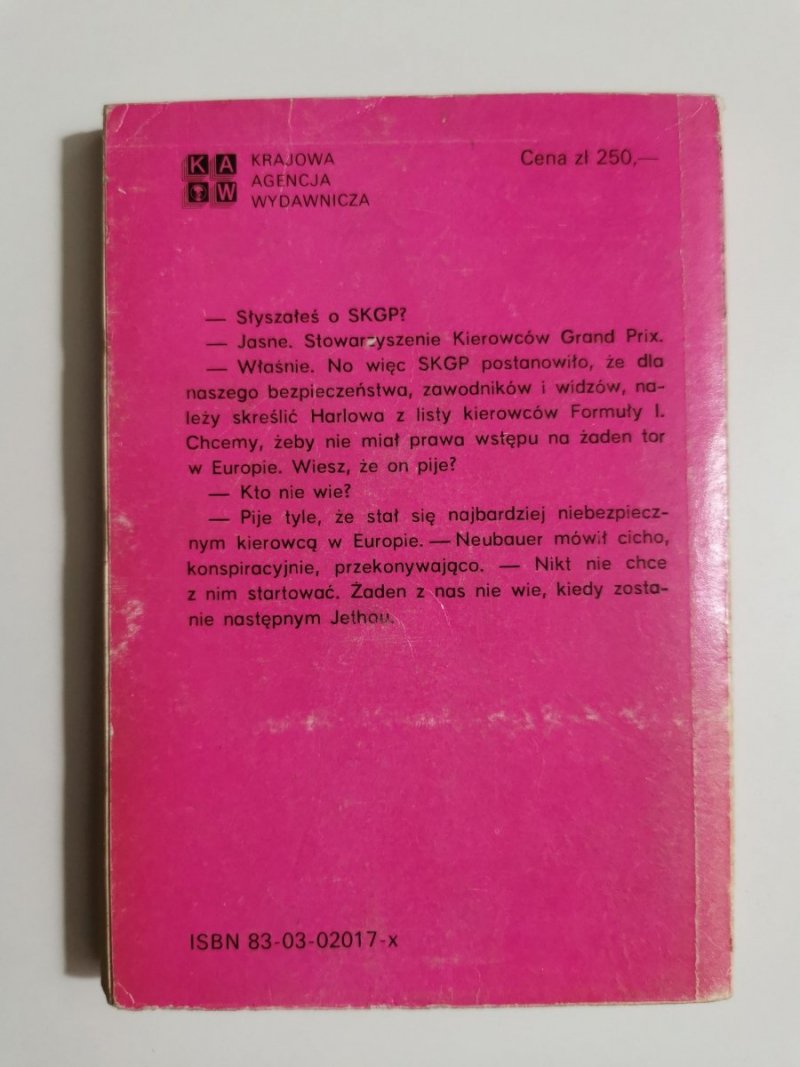 K A
W
KRAJOWA
AGENCJA
WYDAWNICZA
Cena zł 250,—
— Słyszałeś o SKGP?
— Jasne. Stowarzyszenie Kierowców Grand Prix.
— Właśnie. No więc SKGP postanowiło, że dla
naszego bezpieczeństwa, zawodników i widzów, na-
leży skreślić Harlowa z listy kierowców Formuły I.
Chcemy, żeby nie miał prawa wstępu na żaden tor
w Europie. Wiesz, że on pije?
— Kto nie wie?
— Pije tyle, że stał się najbardziej niebezpiecz-
nym kierowcą w Europie. — Neubauer mówił cicho,
konspiracyjnie, przekonywająco. — Nikt nie chce
z nim startować. Żaden z nas nie wie, kiedy zosta-
nie następnym Jethou.
ISBN 83-03-02017-x